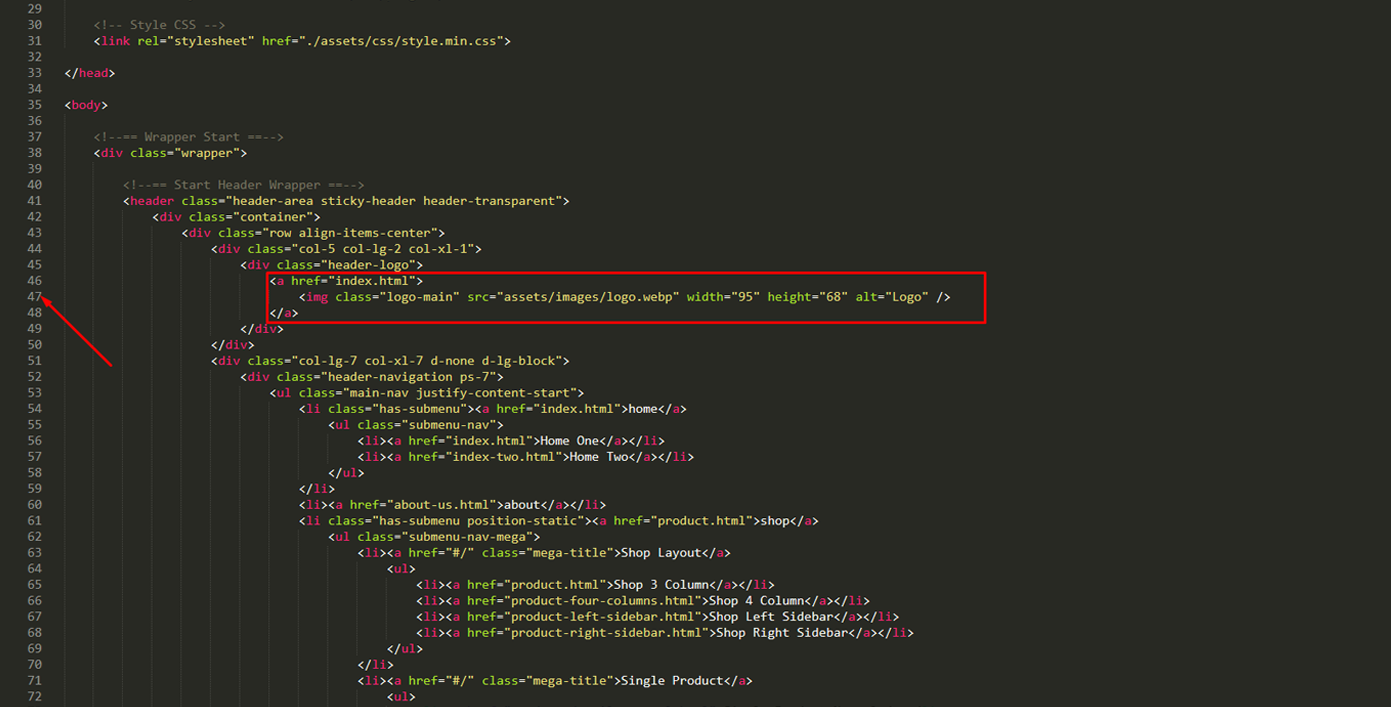 29
30 <!-- Style CSS -->
31 <link rel="stylesheet" href="./assets/css/style.min.css">
32
33 </head>
34
35 <body>
36
37 <!--== Wrapper Start ==-->
38 <div class="wrapper">
39
40 <!--== Start Header Wrapper ==-->
41 <header class="header-area sticky-header header-transparent">
42 <div class="container">
43 <div class="row align-items-center">
44 <div class="col-5 col-lg-2 col-xl-1">
45 <div class="header-logo">
46 <a href="index.html">
47 <img class="logo-main" src="assets/images/logo.webp" width="95" height="68" alt="Logo" />
48 </a>
49 </div>
50 </div>
51 <div class="col-lg-7 col-xl-7 d-none d-lg-block">
52 <div class="header-navigation ps-7">
53 <ul class="main-nav justify-content-start">
54 <li class="has-submenu"><a href="index.html">home</a>
55 <ul class="submenu-nav">
56 <li><a href="index.html">Home One</a></li>
57 <li><a href="index-two.html">Home Two</a></li>
58 </ul>
59 </li>
60 <li><a href="about-us.html">about</a></li>
61 <li class="has-submenu position-static"><a href="product.html">shop</a>
62 <ul class="submenu-nav-mega">
63 <li><a href="#/" class="mega-title">Shop Layout</a>
64 <ul>
65 <li><a href="product.html">Shop 3 Column</a></li>
66 <li><a href="product-four-columns.html">Shop 4 Column</a></li>
67 <li><a href="product-left-sidebar.html">Shop Left Sidebar</a></li>
68 <li><a href="product-right-sidebar.html">Shop Right Sidebar</a></li>
69 </ul>
70 </li>
71 <li><a href="#/" class="mega-title">Single Product</a>
72 <ul>